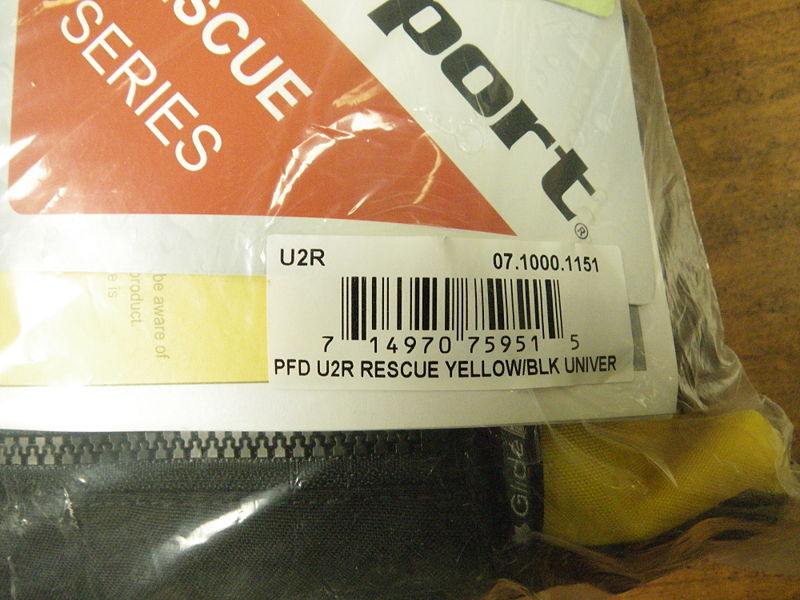 RESCUE
SERIES
port®
U2R
07.1000.1151
7 14970 75951 5
PFD U2R RESCUE YELLOW/BLK UNIVER
be aware of
product.
e is
Glide